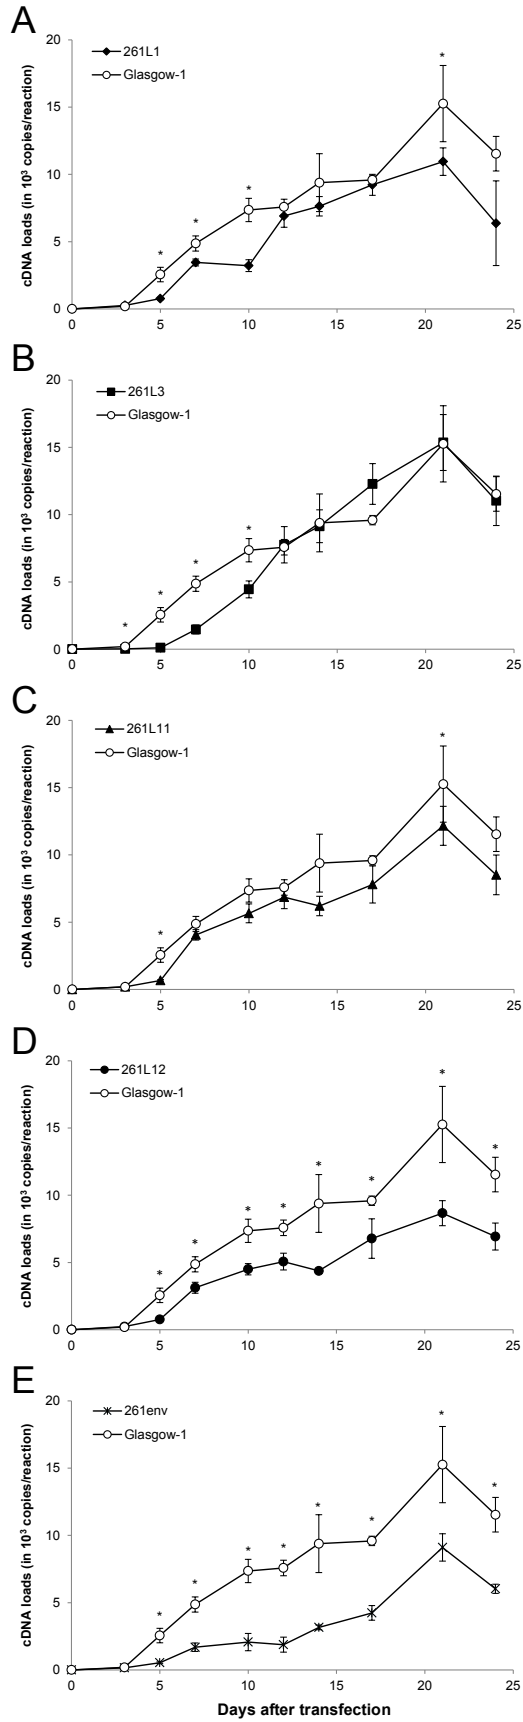 A
261L1
Glasgow-1
cDNA loads (in 10³ copies/reaction)
20
15
10
5
0
0 5 10 15 20 25
* * * *
B
261L3
Glasgow-1
cDNA loads (in 10³ copies/reaction)
20
15
10
5
0
0 5 10 15 20 25
* * * *
C
261L11
Glasgow-1
cDNA loads (in 10³ copies/reaction)
20
15
10
5
0
0 5 10 15 20 25
* *
D
261L12
Glasgow-1
cDNA loads (in 10³ copies/reaction)
20
15
10
5
0
0 5 10 15 20 25
* * * * * * * *
E
261env
Glasgow-1
cDNA loads (in 10³ copies/reaction)
20
15
10
5
0
0 5 10 15 20 25
* * * * * * * *
Days after transfection